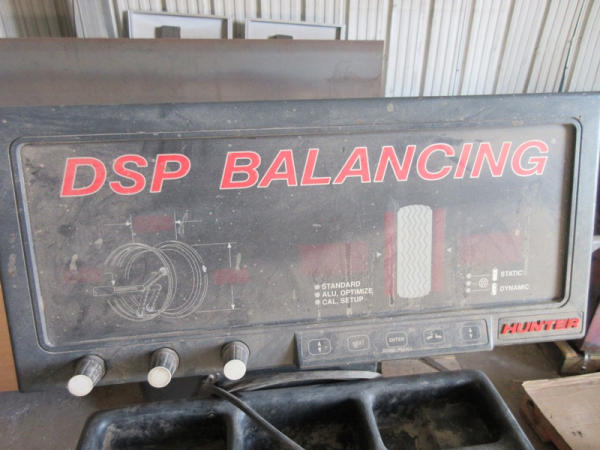 DSP BALANCING
STANDARD
ALU, OPTIMIZE,
CAL, SETUP
STATIC
DYNAMIC
ENTER
HUNTER